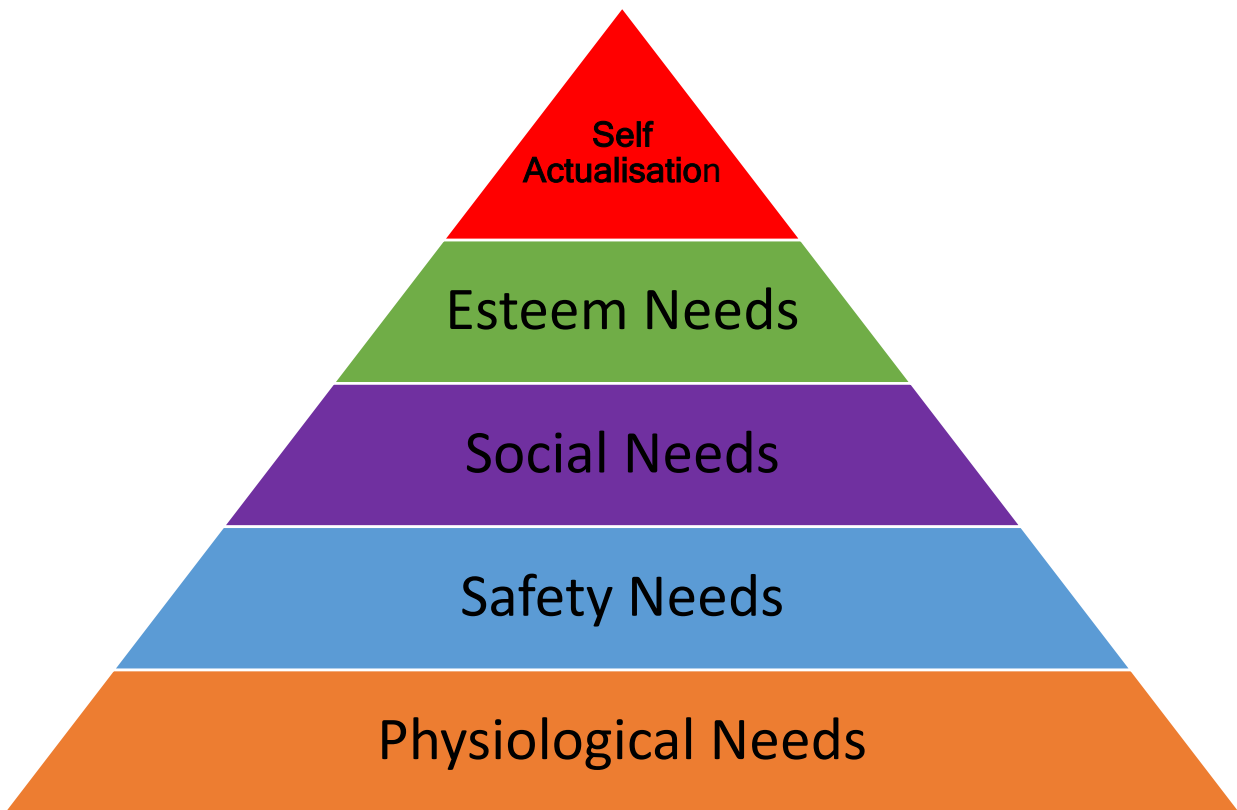 Self
Actualisation
Esteem Needs
Social Needs
Safety Needs
Physiological Needs